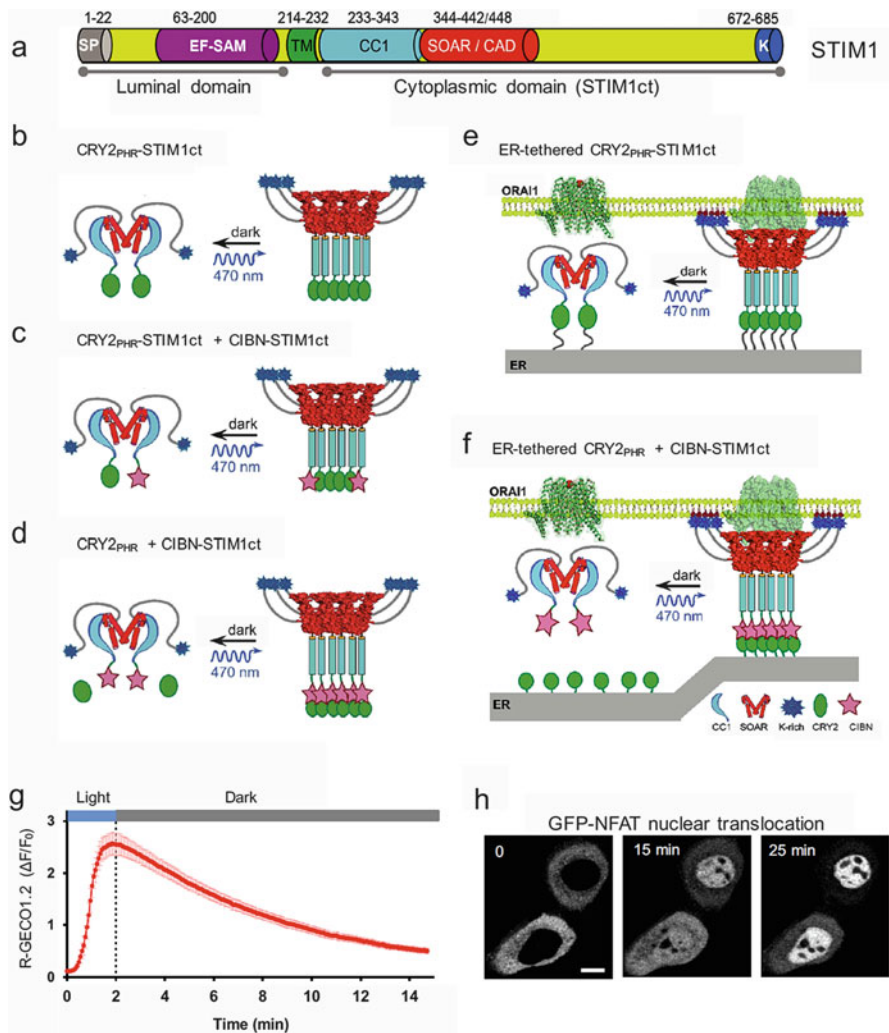 a
1-22 63-200 214-232 233-343 344-442/448 672-685
SP EF-SAM TM CC1 SOAR / CAD K STIM1
Luminal domain Cytoplasmic domain (STIM1ct)
b
CRY2PHR-STIM1ct
dark
470 nm
c
CRY2PHR-STIM1ct + CIBN-STIM1ct
dark
470 nm
d
CRY2PHR + CIBN-STIM1ct
dark
470 nm
e
ER-tethered CRY2PHR-STIM1ct
ORAI1
dark
470 nm
ER
f
ER-tethered CRY2PHR + CIBN-STIM1ct
ORAI1
dark
470 nm
ER
CC1 SOAR K-rich CRY2 CIBN
g
Light Dark
R-GECO1.2 (ΔF/F0)
3
2
1
0
0 2 4 6 8 10 12 14
Time (min)
h
GFP-NFAT nuclear translocation
0 15 min 25 min